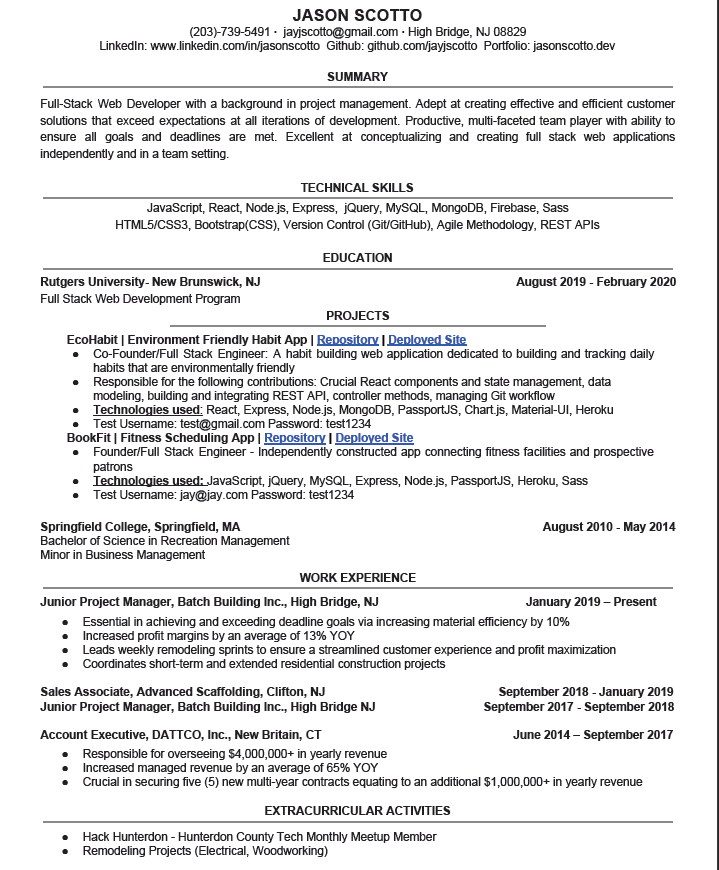 JASON SCOTTO
(203)-739-5491 · jayjscotto@gmail.com · High Bridge, NJ 08829
LinkedIn: www.linkedin.com/in/jasonscotto Github: github.com/jayjscotto Portfolio: jasonscotto.dev
SUMMARY
Full-Stack Web Developer with a background in project management. Adept at creating effective and efficient customer
solutions that exceed expectations at all iterations of development. Productive, multi-faceted team player with ability to
ensure all goals and deadlines are met. Excellent at conceptualizing and creating full stack web applications
independently and in a team setting.
TECHNICAL SKILLS
JavaScript, React, Node.js, Express, jQuery, MySQL, MongoDB, Firebase, Sass
HTML5/CSS3, Bootstrap(CSS), Version Control (Git/GitHub), Agile Methodology, REST APIs
EDUCATION
Rutgers University- New Brunswick, NJ August 2019 - February 2020
Full Stack Web Development Program
PROJECTS
EcoHabit | Environment Friendly Habit App | Repository | Deployed Site
● Co-Founder/Full Stack Engineer: A habit building web application dedicated to building and tracking daily
habits that are environmentally friendly
● Responsible for the following contributions: Crucial React components and state management, data
modeling, building and integrating REST API, controller methods, managing Git workflow
● Technologies used: React, Express, Node.js, MongoDB, PassportJS, Chart.js, Material-UI, Heroku
● Test Username: test@gmail.com Password: test1234
BookFit | Fitness Scheduling App | Repository | Deployed Site
● Founder/Full Stack Engineer - Independently constructed app connecting fitness facilities and prospective
patrons
● Technologies used: JavaScript, jQuery, MySQL, Express, Node.js, PassportJS, Heroku, Sass
● Test Username: jay@jay.com Password: test1234
Springfield College, Springfield, MA August 2010 - May 2014
Bachelor of Science in Recreation Management
Minor in Business Management
WORK EXPERIENCE
Junior Project Manager, Batch Building Inc., High Bridge, NJ January 2019 – Present
● Essential in achieving and exceeding deadline goals via increasing material efficiency by 10%
● Increased profit margins by an average of 13% YOY
● Leads weekly remodeling sprints to ensure a streamlined customer experience and profit maximization
● Coordinates short-term and extended residential construction projects
Sales Associate, Advanced Scaffolding, Clifton, NJ September 2018 - January 2019
Junior Project Manager, Batch Building Inc., High Bridge NJ September 2017 - September 2018
Account Executive, DATTCO, Inc., New Britain, CT June 2014 – September 2017
● Responsible for overseeing $4,000,000+ in yearly revenue
● Increased managed revenue by an average of 65% YOY
● Crucial in securing five (5) new multi-year contracts equating to an additional $1,000,000+ in yearly revenue
EXTRACURRICULAR ACTIVITIES
● Hack Hunterdon - Hunterdon County Tech Monthly Meetup Member
● Remodeling Projects (Electrical, Woodworking)